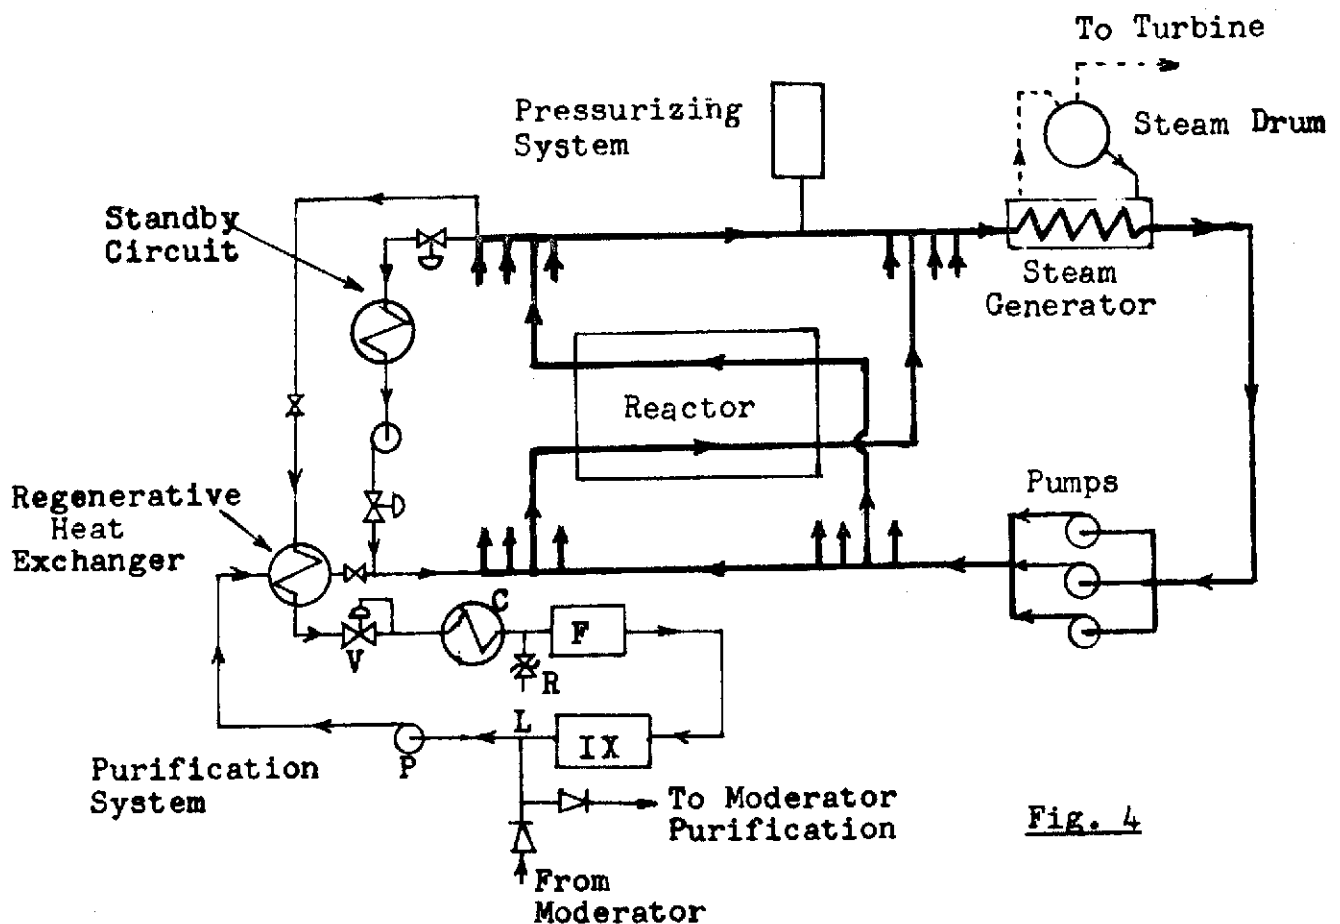 To Turbine
Pressurizing
System
Steam Drum
Standby
Circuit
Steam
Generator
Reactor
Pumps
Regenerative
Heat
Exchanger
C
F
V
R
L
IX
P
Purification
System
To Moderator
Purification
Fig. 4
From
Moderator